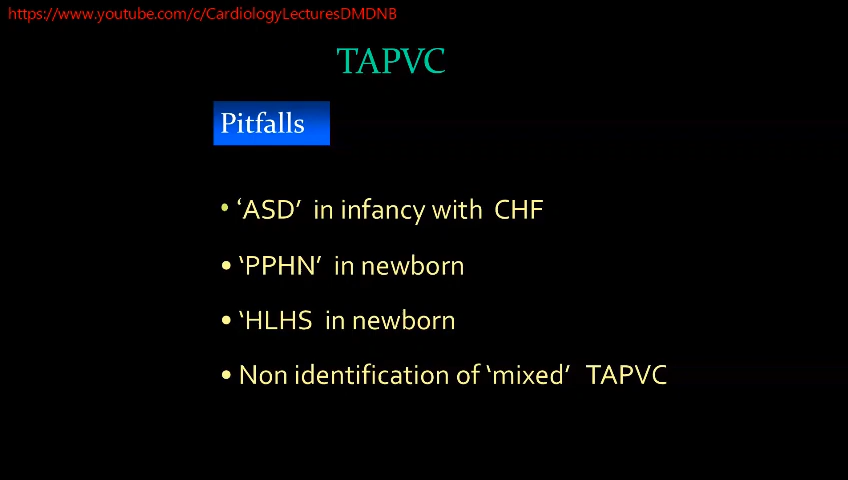 https://www.youtube.com/c/CardiologyLecturesDMDNB
TAPVC
Pitfalls
• ‘ASD’ in infancy with CHF
• ‘PPHN’ in newborn
• ‘HLHS in newborn
• Non identification of ‘mixed’ TAPVC